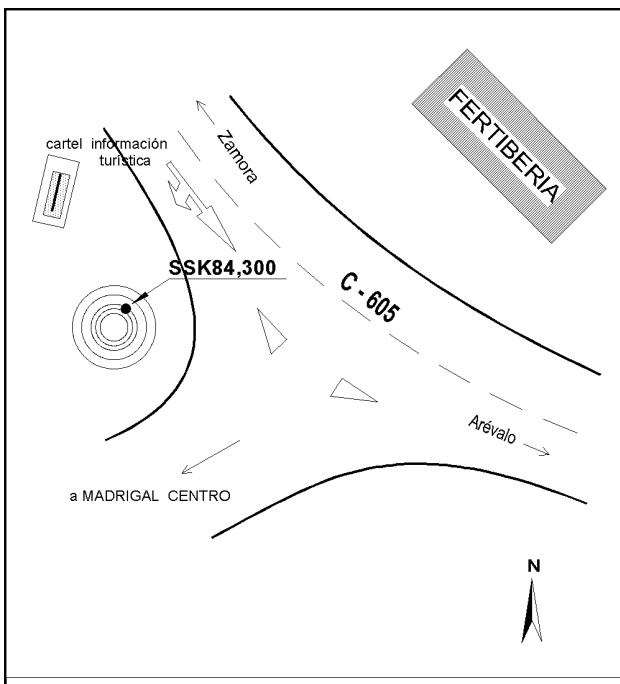 FERTIBERIA
Zamora
cartel información
turística
SSK84,300
C - 605
Arévalo
a MADRIGAL CENTRO
N